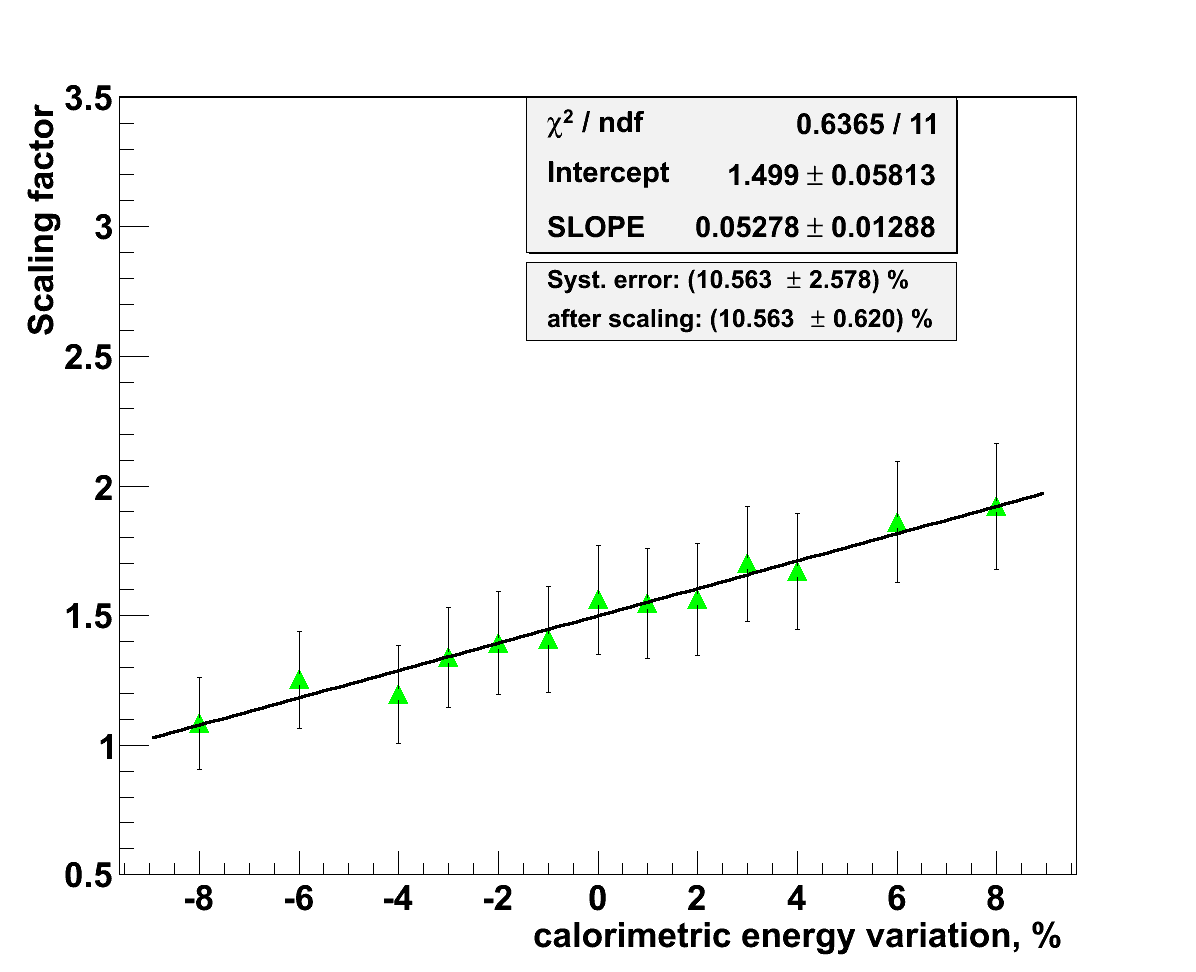 3.5
3
2.5
2
1.5
1
0.5
Scaling factor
χ² / ndf 0.6365 / 11
Intercept 1.499 ± 0.05813
SLOPE 0.05278 ± 0.01288
Syst. error: (10.563 ± 2.578) %
after scaling: (10.563 ± 0.620) %
-8 -6 -4 -2 0 2 4 6 8
calorimetric energy variation, %